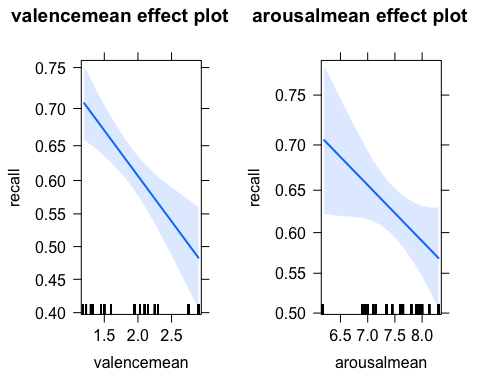 valencemean effect plot
0.75
0.70
0.65
0.60
0.55
0.50
0.45
0.40
recall
1.5 2.0 2.5
valencemean
arousalmean effect plot
0.75
0.70
0.65
0.60
0.55
0.50
recall
6.5 7.0 7.5 8.0
arousalmean